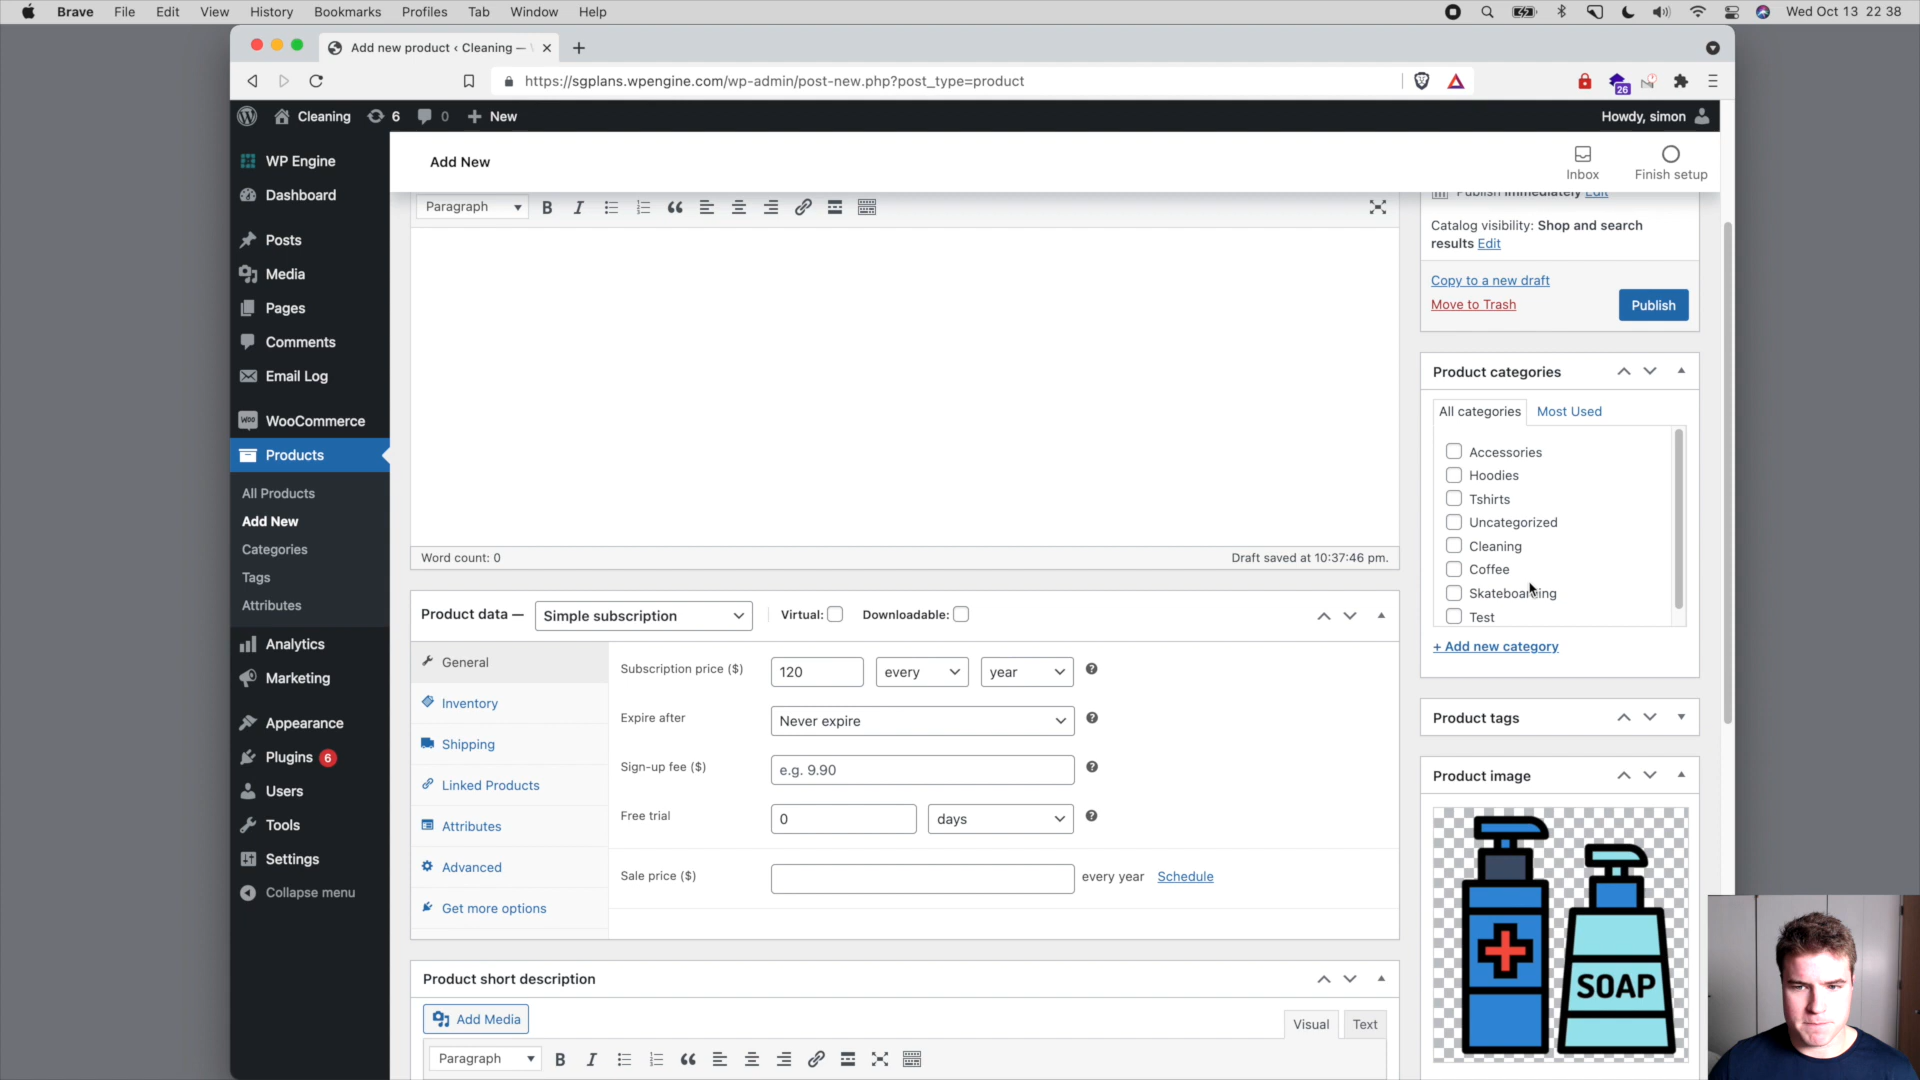 Brave File Edit View History Bookmarks Profiles Tab Window Help Wed Oct 13 22 38
Add new product ‹ Cleaning —
https://sgplans.wpengine.com/wp-admin/post-new.php?post_type=product
26
Cleaning 6 0 New Howdy, simon
WP Engine
Dashboard
Posts
Media
Pages
Comments
Email Log
WooCommerce
Products
All Products
Add New
Categories
Tags
Attributes
Analytics
Marketing
Appearance
Plugins 6
Users
Tools
Settings
Collapse menu
Add New
Inbox
Finish setup
Paragraph
Word count: 0 Draft saved at 10:37:46 pm.
Product data — Simple subscription Virtual: Downloadable:
General
Inventory
Shipping
Linked Products
Attributes
Advanced
Get more options
Subscription price ($) 120 every year
Expire after Never expire
Sign-up fee ($) e.g. 9.90
Free trial 0 days
Sale price ($) every year Schedule
Product short description
Add Media
Visual Text
Paragraph
Publish immediately Edit
Catalog visibility: Shop and search
results Edit
Copy to a new draft
Move to Trash
Publish
Product categories
All categories Most Used
Accessories
Hoodies
Tshirts
Uncategorized
Cleaning
Coffee
Skateboarding
Test
+ Add new category
Product tags
Product image
SOAP